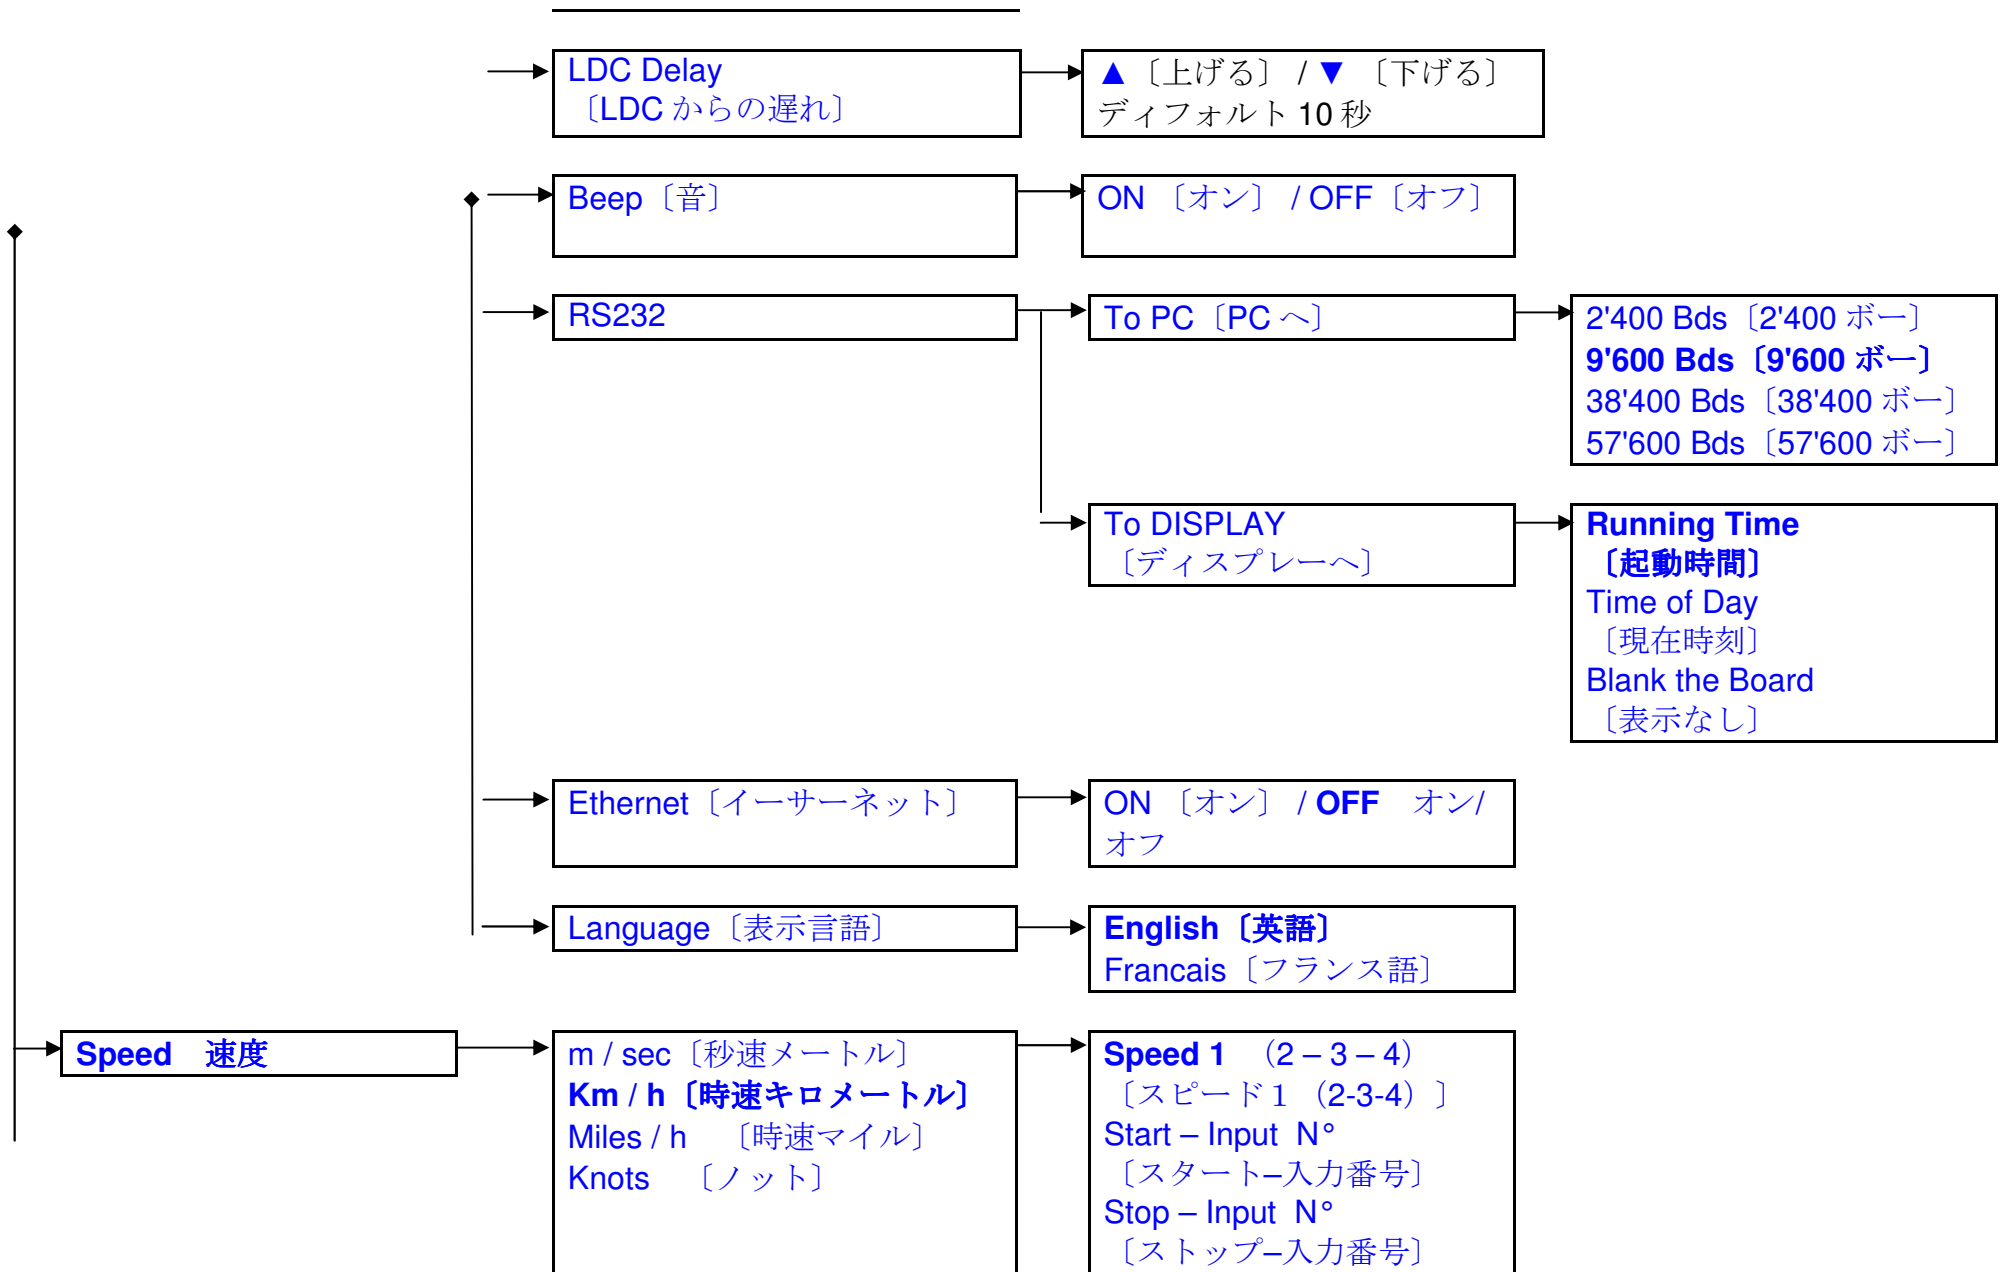 LDC Delay
〔LDC からの遅れ〕
▲〔上げる〕 / ▼ 〔下げる〕
ディフォルト 10 秒
Beep〔音〕
ON 〔オン〕 / OFF〔オフ〕
RS232
To PC〔PC へ〕
2'400 Bds〔2'400 ボー〕
9'600 Bds〔9'600 ボー〕
38'400 Bds〔38'400 ボー〕
57'600 Bds〔57'600 ボー〕
To DISPLAY
〔ディスプレーへ〕
Running Time
〔起動時間〕
Time of Day
〔現在時刻〕
Blank the Board
〔表示なし〕
Ethernet〔イーサーネット〕
ON 〔オン〕 / OFF　オン/
オフ
Language〔表示言語〕
English〔英語〕
Francais〔フランス語〕
Speed　速度
m / sec〔秒速メートル〕
Km / h〔時速キロメートル〕
Miles / h　〔時速マイル〕
Knots　〔ノット〕
Speed 1　（2 – 3 – 4）
〔スピード１（2-3-4）〕
Start – Input N°
〔スタート–入力番号〕
Stop – Input N°
〔ストップ–入力番号〕